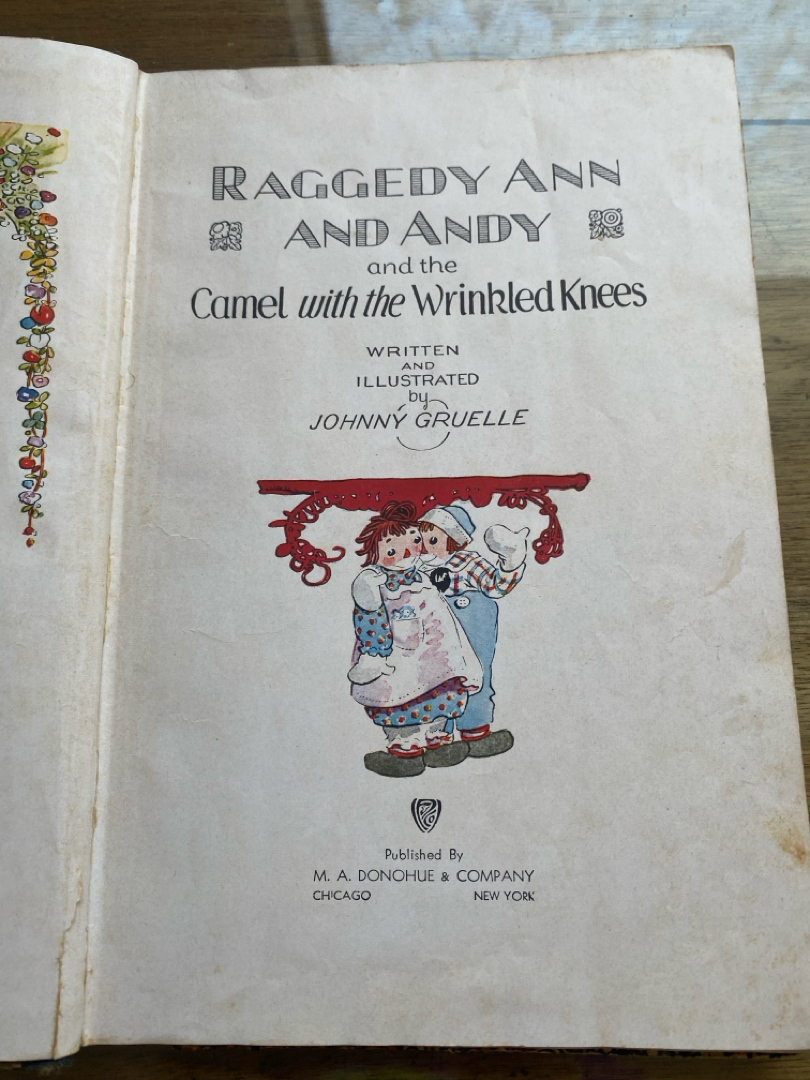 RAGGEDY ANN
AND ANDY
and the
Camel with the Wrinkled Knees
WRITTEN
AND
ILLUSTRATED
by
JOHNNY GRUELLE
Published By
M. A. DONOHUE & COMPANY
CHICAGO NEW YORK